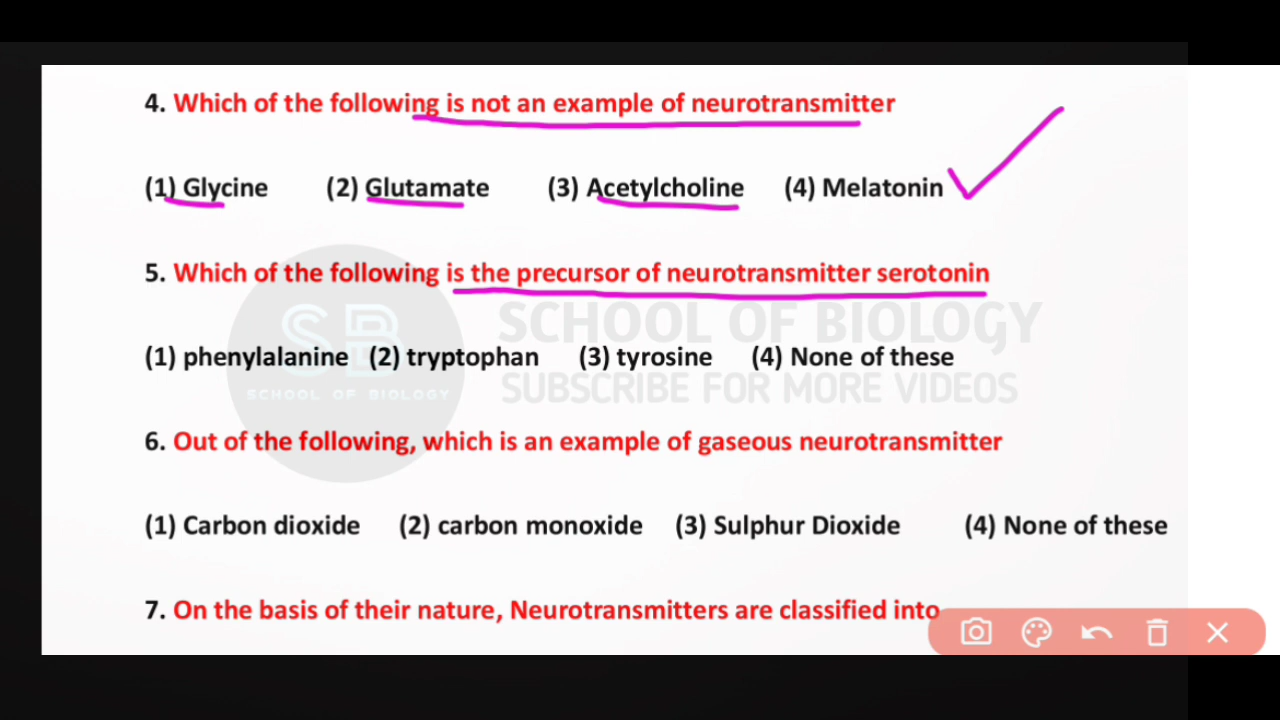 4. Which of the following is not an example of neurotransmitter
(1) Glycine (2) Glutamate (3) Acetylcholine (4) Melatonin
5. Which of the following is the precursor of neurotransmitter serotonin
SB
SCHOOL OF BIOLOGY
(1) phenylalanine (2) tryptophan (3) tyrosine (4) None of these
SCHOOL OF BIOLOGY
SUBSCRIBE FOR MORE VIDEOS
6. Out of the following, which is an example of gaseous neurotransmitter
(1) Carbon dioxide (2) carbon monoxide (3) Sulphur Dioxide (4) None of these
7. On the basis of their nature, Neurotransmitters are classified into